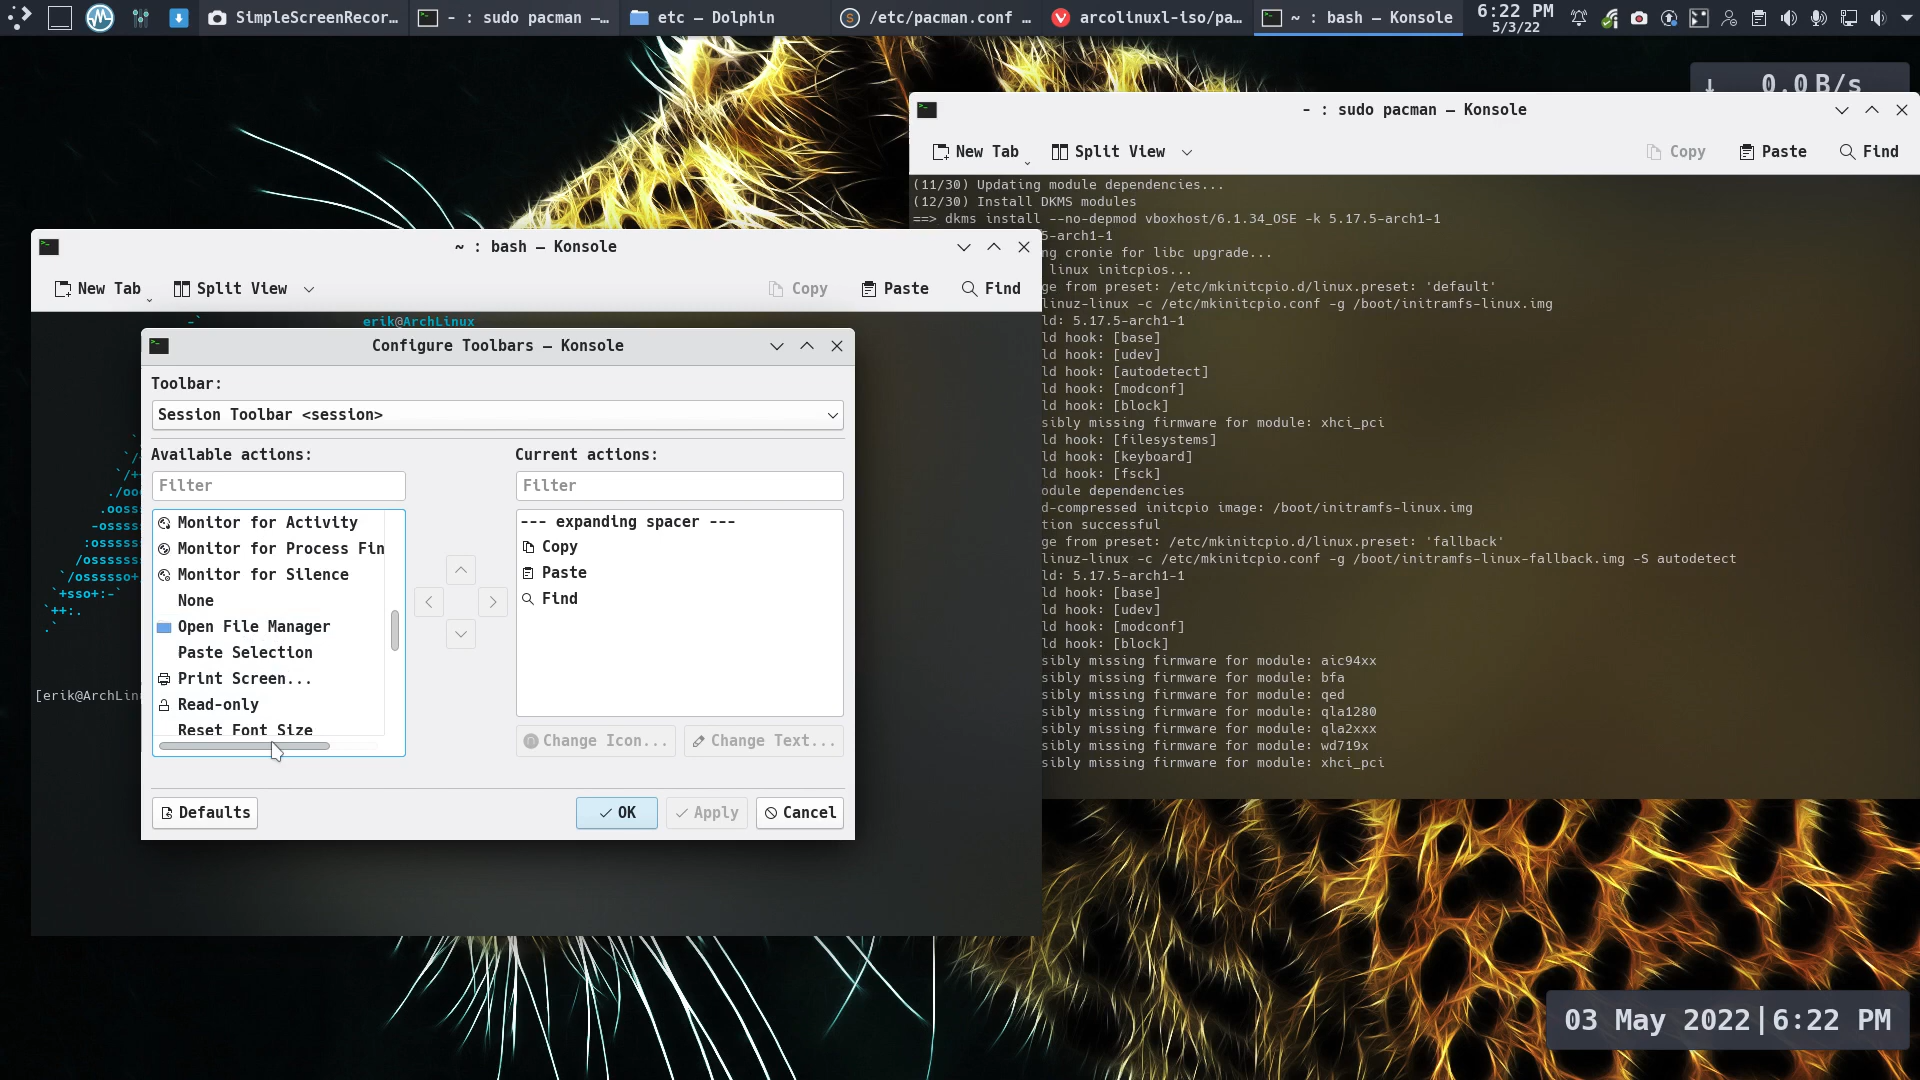 SimpleScreenRecor...
- : sudo pacman —...
etc — Dolphin
/etc/pacman.conf ...
arcolinuxl-iso/pa...
~ : bash — Konsole
6:22 PM
5/3/22
↓ 0.0 B/s
- : sudo pacman — Konsole
New Tab
Split View
Copy
Paste
Find
(11/30) Updating module dependencies...
(12/30) Install DKMS modules
==> dkms install --no-depmod vboxhost/6.1.34_OSE -k 5.17.5-arch1-1
5-arch1-1
ng cronie for libc upgrade...
linux initcpios...
ge from preset: /etc/mkinitcpio.d/linux.preset: 'default'
linuz-linux -c /etc/mkinitcpio.conf -g /boot/initramfs-linux.img
ld: 5.17.5-arch1-1
ld hook: [base]
ld hook: [udev]
ld hook: [autodetect]
ld hook: [modconf]
ld hook: [block]
sibly missing firmware for module: xhci_pci
ld hook: [filesystems]
ld hook: [keyboard]
ld hook: [fsck]
odule dependencies
d-compressed initcpio image: /boot/initramfs-linux.img
tion successful
ge from preset: /etc/mkinitcpio.d/linux.preset: 'fallback'
linuz-linux -c /etc/mkinitcpio.conf -g /boot/initramfs-linux-fallback.img -S autodetect
ld: 5.17.5-arch1-1
ld hook: [base]
ld hook: [udev]
ld hook: [modconf]
ld hook: [block]
sibly missing firmware for module: aic94xx
sibly missing firmware for module: bfa
sibly missing firmware for module: qed
sibly missing firmware for module: qla1280
sibly missing firmware for module: qla2xxx
sibly missing firmware for module: wd719x
sibly missing firmware for module: xhci_pci
~ : bash — Konsole
New Tab
Split View
Copy
Paste
Find
-`
erik@ArchLinux
`
`/
`/+
./oo
.ooss
-ossss
:osssss
/osssss
`/ossssso+
`+sso+:-`
`++:.
.`
[erik@ArchLin
Configure Toolbars — Konsole
Toolbar:
Session Toolbar <session>
Available actions:
Filter
Monitor for Activity
Monitor for Process Fin
Monitor for Silence
None
Open File Manager
Paste Selection
Print Screen...
Read-only
Reset Font Size
Current actions:
Filter
--- expanding spacer ---
Copy
Paste
Find
Change Icon...
Change Text...
Defaults
OK
Apply
Cancel
03 May 2022|6:22 PM